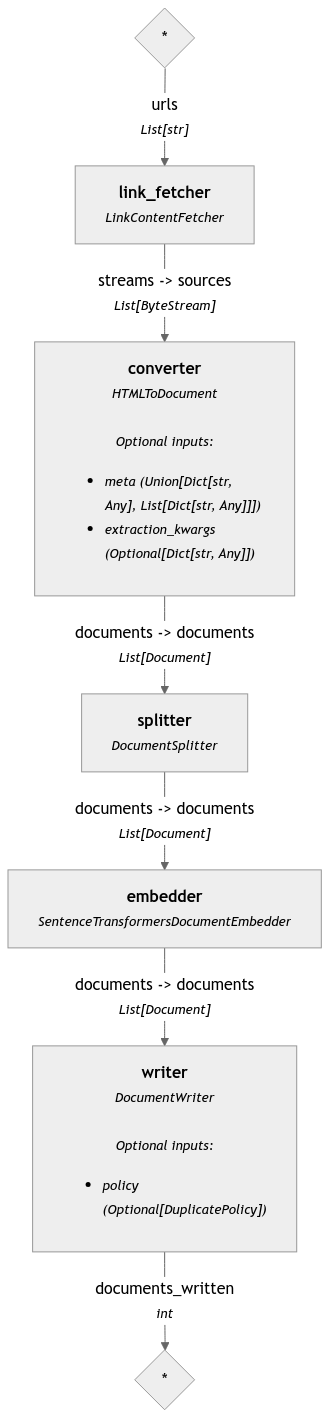 *
urls
List[str]
link_fetcher
LinkContentFetcher
streams -> sources
List[ByteStream]
converter
HTMLToDocument
Optional inputs:
• meta (Union[Dict[str,
Any], List[Dict[str, Any]]])
• extraction_kwargs
(Optional[Dict[str, Any]])
documents -> documents
List[Document]
splitter
DocumentSplitter
documents -> documents
List[Document]
embedder
SentenceTransformersDocumentEmbedder
documents -> documents
List[Document]
writer
DocumentWriter
Optional inputs:
• policy
(Optional[DuplicatePolicy])
documents_written
int
*